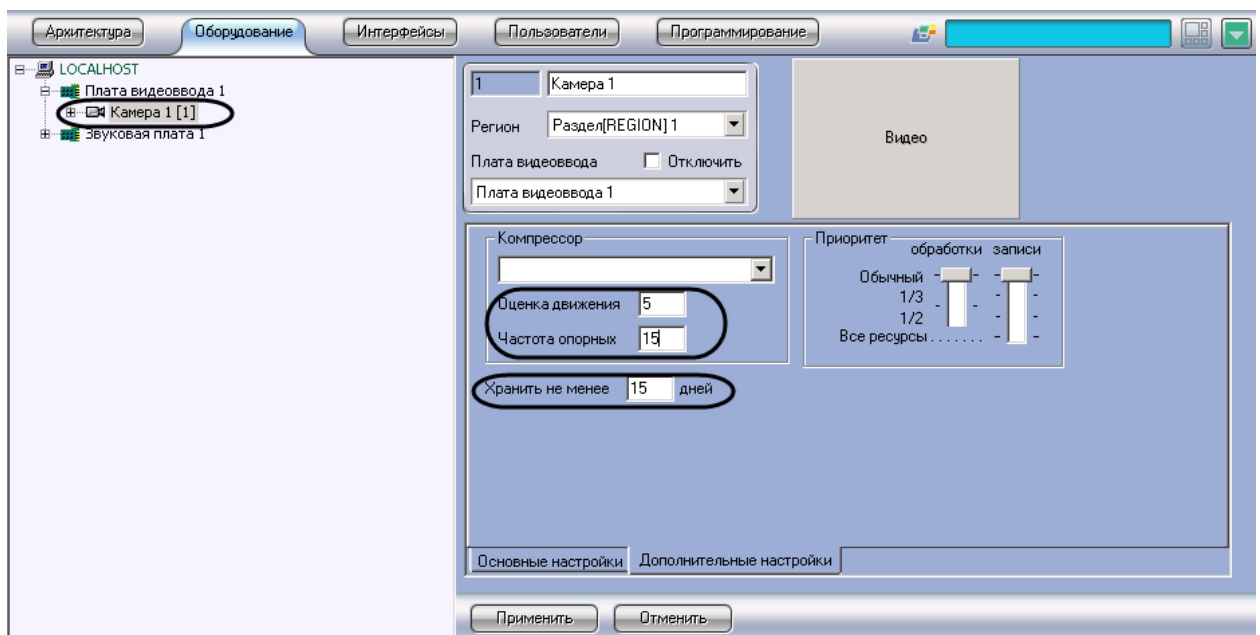 Архитектура Оборудование Интерфейсы Пользователи Программирование
LOCALHOST
Плата видеоввода 1
Камера 1 [1]
Звуковая плата 1
1 Камера 1
Регион Раздел[REGION] 1
Плата видеоввода Отключить
Плата видеоввода 1
Видео
Компрессор
Оценка движения 5
Частота опорных 15
Хранить не менее 15 дней
Приоритет
обработки записи
Обычный
1/3
1/2
Все ресурсы . . . . . . .
Основные настройки Дополнительные настройки
Применить Отменить